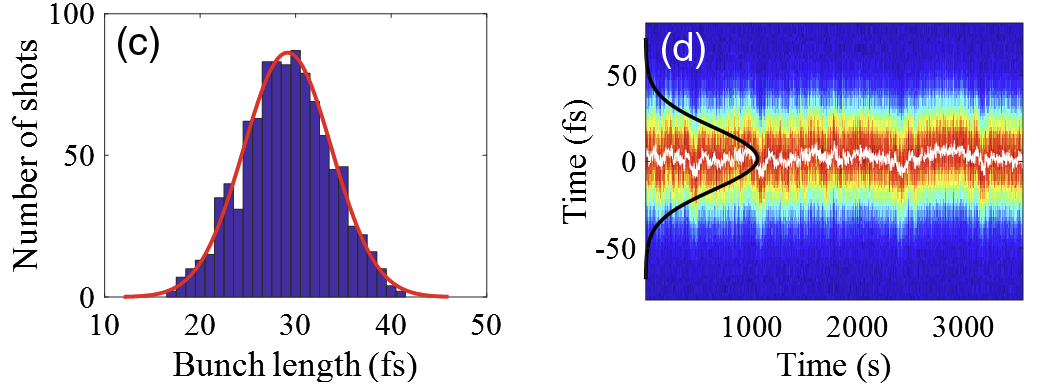 (c)
Number of shots
100
50
0
10 20 30 40 50
Bunch length (fs)
(d)
Time (fs)
50
0
-50
1000 2000 3000
Time (s)